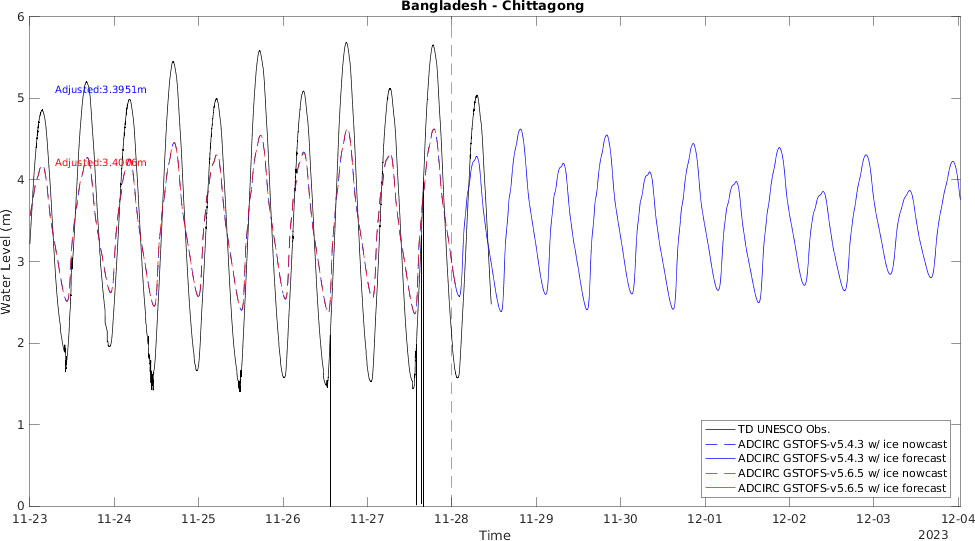 Bangladesh - Chittagong
6
5
4
3
2
1
0
Water Level (m)
Adjusted:3.3951m
Adjusted:3.4006m
TD UNESCO Obs.
ADCIRC GSTOFS-v5.4.3 w/ ice nowcast
ADCIRC GSTOFS-v5.4.3 w/ ice forecast
ADCIRC GSTOFS-v5.6.5 w/ ice nowcast
ADCIRC GSTOFS-v5.6.5 w/ ice forecast
11-23 11-24 11-25 11-26 11-27 11-28 11-29 11-30 12-01 12-02 12-03 12-04
Time
2023